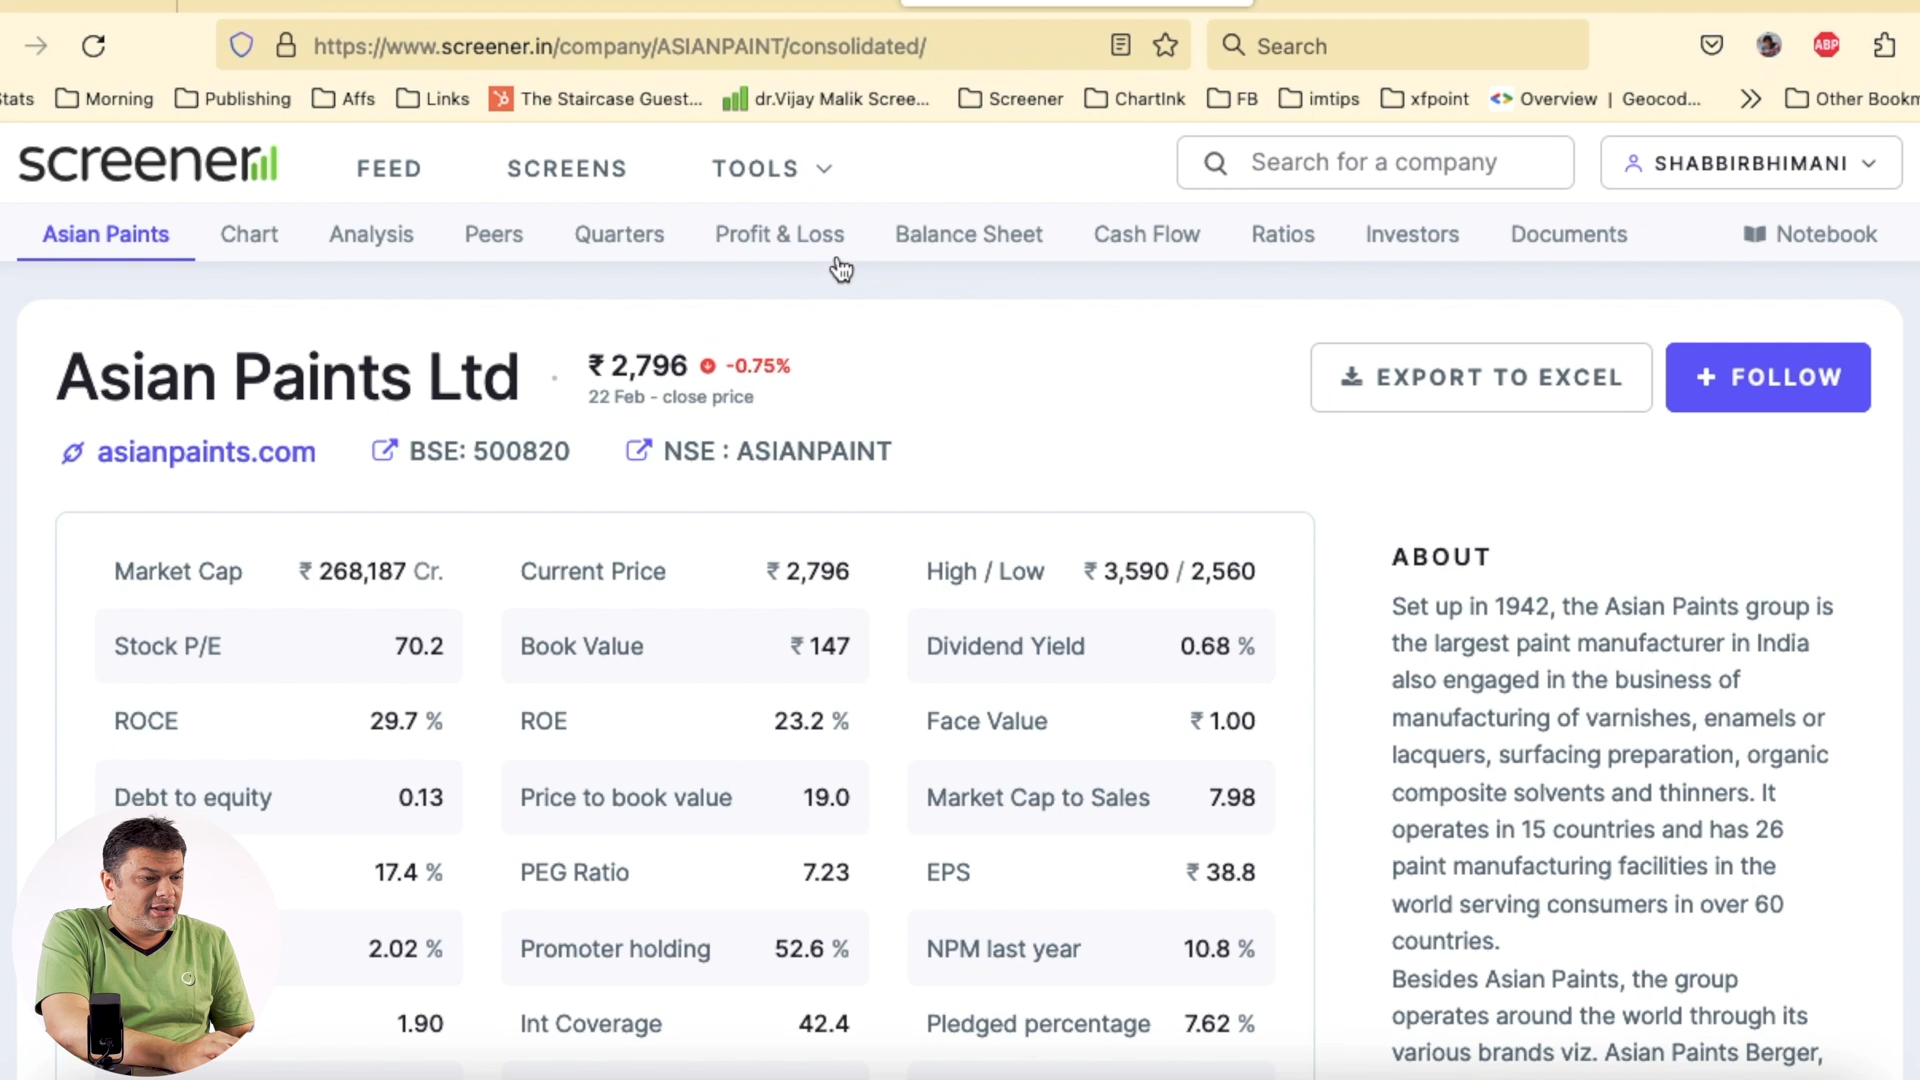 https://www.screener.in/company/ASIANPAINT/consolidated/
Search
ABP
tats Morning Publishing Affs Links The Staircase Guest... dr.Vijay Malik Scree... Screener ChartInk FB imtips xfpoint Overview | Geocod... Other Bookm
screener FEED SCREENS TOOLS Search for a company SHABBIRBHIMANI
Asian Paints Chart Analysis Peers Quarters Profit & Loss Balance Sheet Cash Flow Ratios Investors Documents Notebook
Asian Paints Ltd · ₹ 2,796 -0.75%
22 Feb - close price
EXPORT TO EXCEL + FOLLOW
asianpaints.com BSE: 500820 NSE : ASIANPAINT
Market Cap ₹ 268,187 Cr. Current Price ₹ 2,796 High / Low ₹ 3,590 / 2,560
Stock P/E 70.2 Book Value ₹ 147 Dividend Yield 0.68 %
ROCE 29.7 % ROE 23.2 % Face Value ₹ 1.00
Debt to equity 0.13 Price to book value 19.0 Market Cap to Sales 7.98
17.4 % PEG Ratio 7.23 EPS ₹ 38.8
2.02 % Promoter holding 52.6 % NPM last year 10.8 %
1.90 Int Coverage 42.4 Pledged percentage 7.62 %
ABOUT
Set up in 1942, the Asian Paints group is
the largest paint manufacturer in India
also engaged in the business of
manufacturing of varnishes, enamels or
lacquers, surfacing preparation, organic
composite solvents and thinners. It
operates in 15 countries and has 26
paint manufacturing facilities in the
world serving consumers in over 60
countries.
Besides Asian Paints, the group
operates around the world through its
various brands viz. Asian Paints Berger,